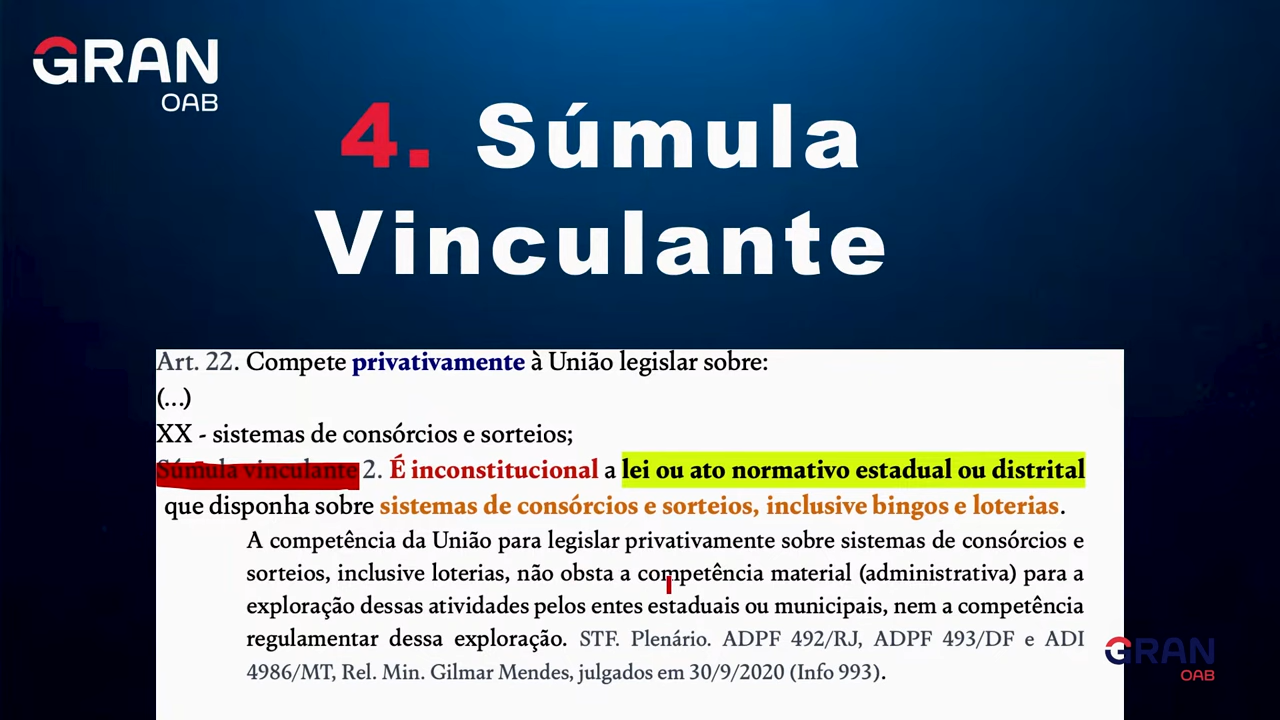 GRAN
OAB
4. Súmula
Vinculante
Art. 22. Compete privativamente à União legislar sobre:
(...)
XX - sistemas de consórcios e sorteios;
Súmula vinculante 2. É inconstitucional a lei ou ato normativo estadual ou distrital
que disponha sobre sistemas de consórcios e sorteios, inclusive bingos e loterias.
A competência da União para legislar privativamente sobre sistemas de consórcios e
sorteios, inclusive loterias, não obsta a competência material (administrativa) para a
exploração dessas atividades pelos entes estaduais ou municipais, nem a competência
regulamentar dessa exploração. STF. Plenário. ADPF 492/RJ, ADPF 493/DF e ADI
4986/MT, Rel. Min. Gilmar Mendes, julgados em 30/9/2020 (Info 993).
GRAN
OAB